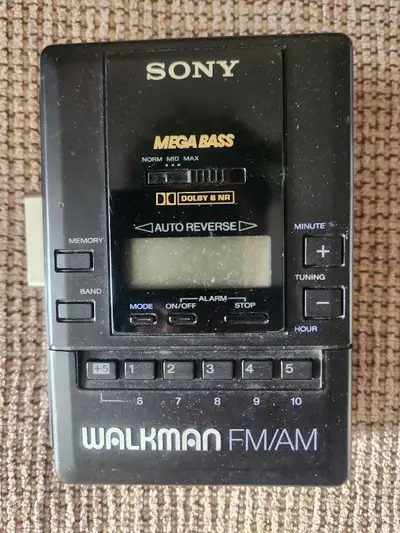 SONY
MEGA BASS
NORM MID MAX
DOLBY B NR
AUTO REVERSE
MINUTE
MEMORY
+
TUNING
BAND
ALARM
MODE ON/OFF STOP
−
HOUR
+5 1 2 3 4 5
6 7 8 9 10
WALKMAN FM/AM